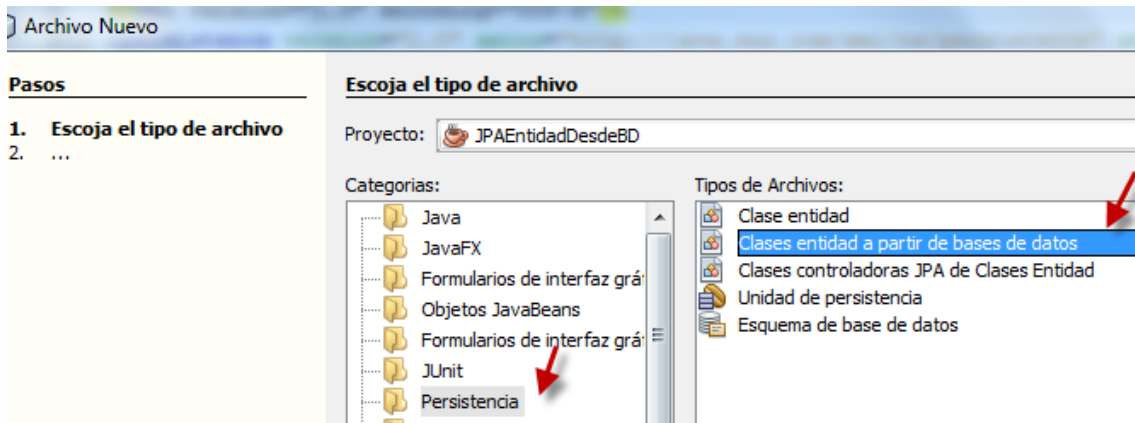 Archivo Nuevo
Pasos
1. Escoja el tipo de archivo
2. ...
Escoja el tipo de archivo
Proyecto: JPAEntidadDesdeBD
Categorias:
Java
JavaFX
Formularios de interfaz grá
Objetos JavaBeans
Formularios de interfaz grá
JUnit
Persistencia
Tipos de Archivos:
Clase entidad
Clases entidad a partir de bases de datos
Clases controladoras JPA de Clases Entidad
Unidad de persistencia
Esquema de base de datos